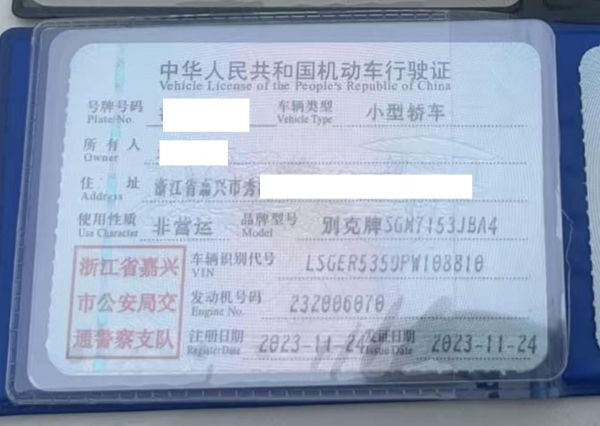 中华人民共和国机动车行驶证
Vehicle License of the People's Republic of China
号牌号码 车辆类型 小型轿车
Plate No. Vehicle Type
所有人
Owner
住址 浙江省嘉兴市秀
Address
使用性质 非营运 品牌型号 别克牌SGM7153JBA4
Use Character Model
浙江省嘉兴市公安局交通警察支队
车辆识别代号 LSGER5359PW108810
VIN
发动机号码 232006070
Engine No.
注册日期 2023-11-24 发证日期 2023-11-24
Register Date Issue Date